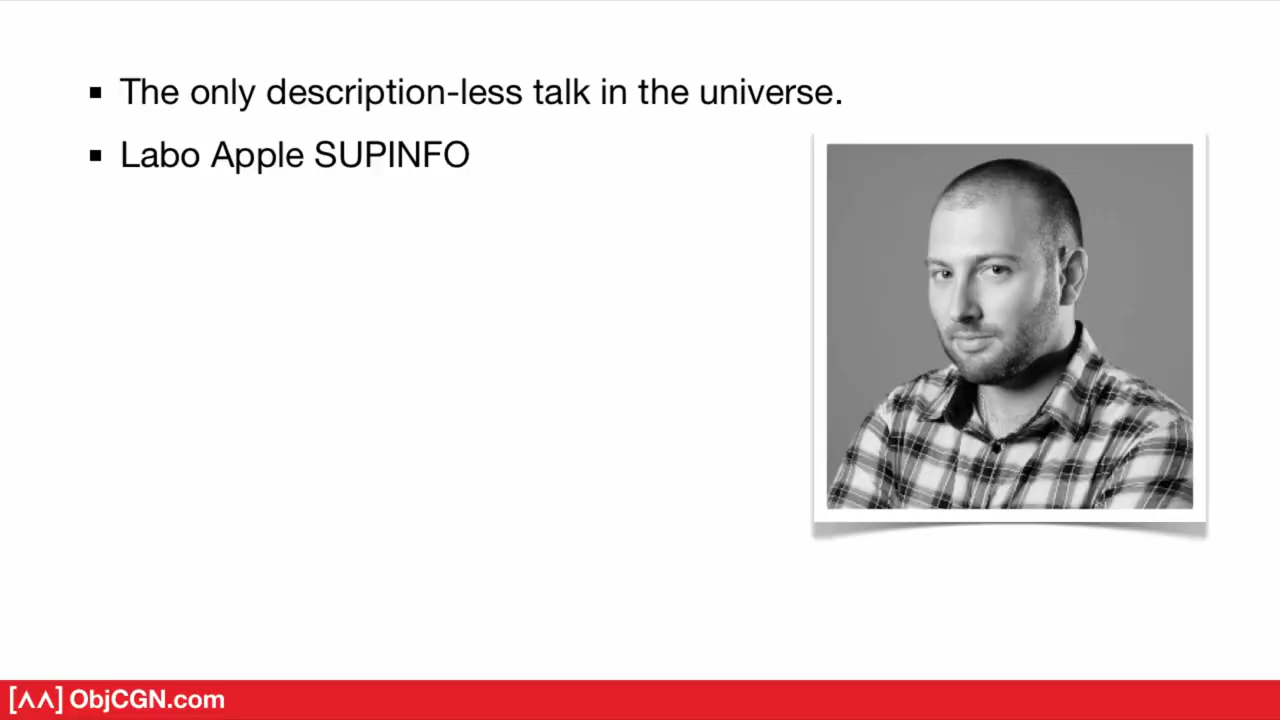 The only description-less talk in the universe.
Labo Apple SUPINFO
[ʌʌ] ObjCGN.com